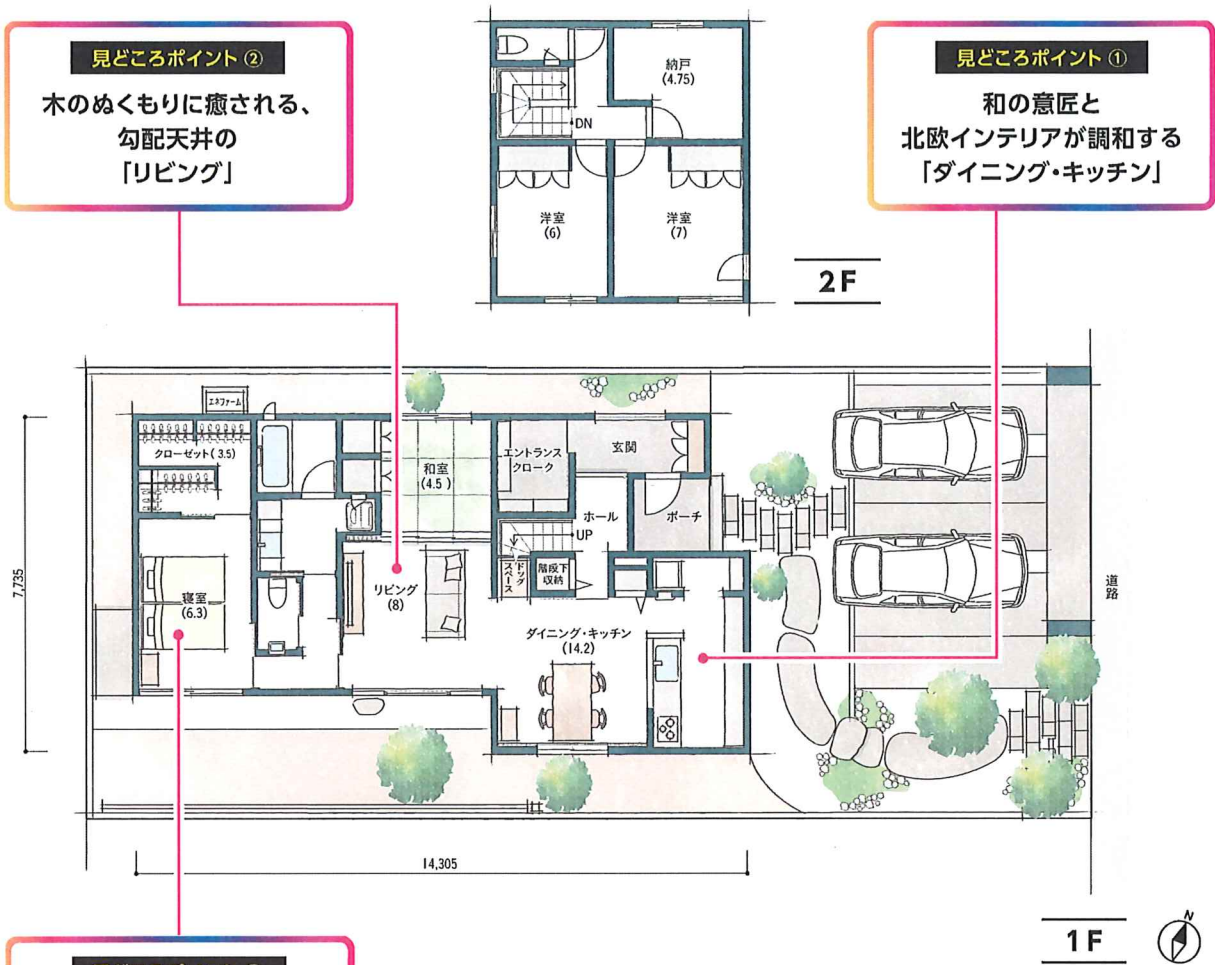 見どころポイント②
木のぬくもりに癒される、
勾配天井の
「リビング」
見どころポイント①
和の意匠と
北欧インテリアが調和する
「ダイニング・キッチン」
納戸
(4.75)
DN
洋室
(6)
洋室
(7)
2F
エネファーム
クローゼット(3.5)
和室
(4.5)
エントランス
クローク
玄関
ホール
ポーチ
UP
ドッグ
スペース
階段下
収納
リビング
(8)
寝室
(6.3)
ダイニング・キッチン
(14.2)
道路
7,735
14,305
1F
N